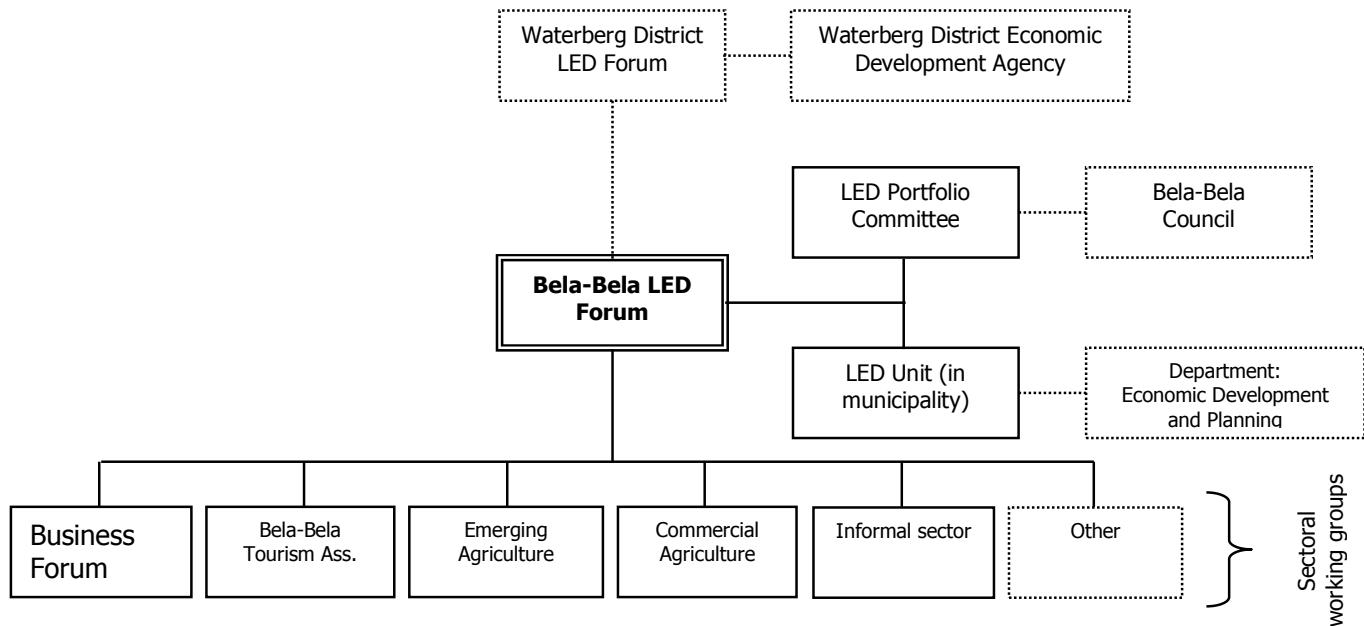 Waterberg District
LED Forum
Waterberg District Economic
Development Agency
LED Portfolio
Committee
Bela-Bela
Council
Bela-Bela LED
Forum
LED Unit (in
municipality)
Department:
Economic Development
and Planning
Business
Forum
Bela-Bela
Tourism Ass.
Emerging
Agriculture
Commercial
Agriculture
Informal sector
Other
Sectoral
working groups